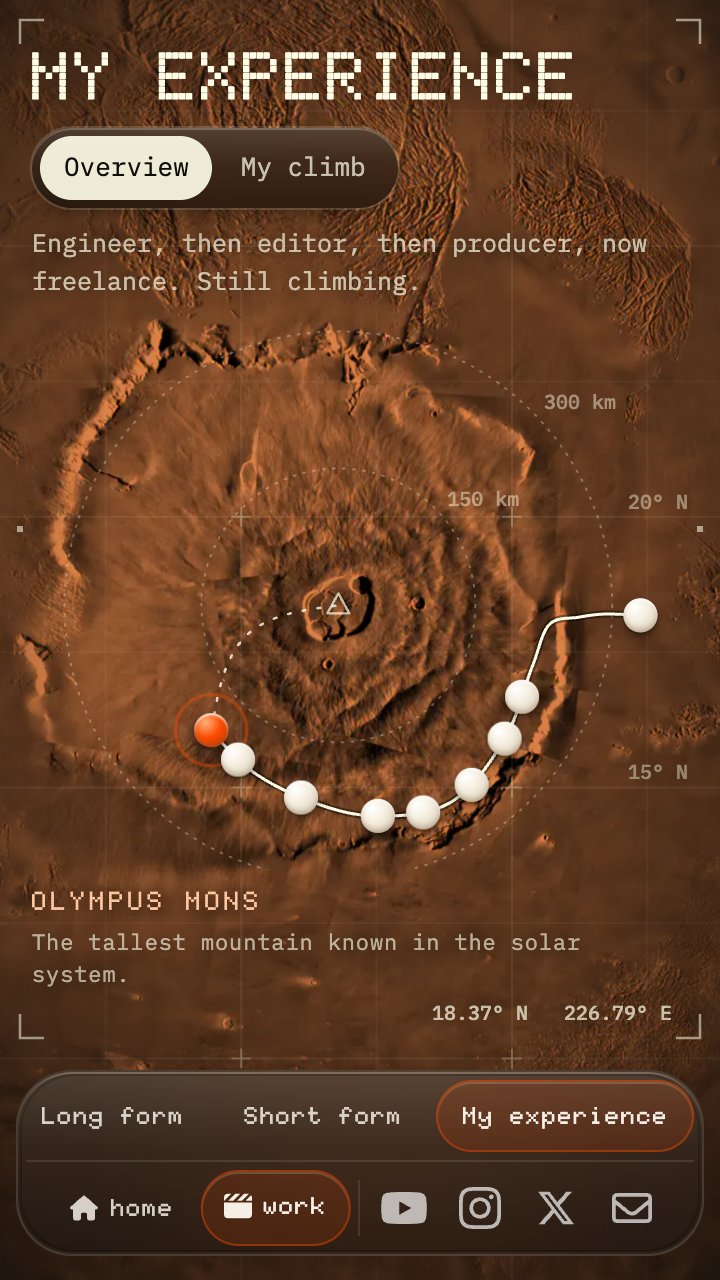 MY EXPERIENCE
Overview My climb
Engineer, then editor, then producer, now
freelance. Still climbing.
300 km
150 km
20° N
15° N
OLYMPUS MONS
The tallest mountain known in the solar
system.
18.37° N 226.79° E
Long form Short form My experience
home work